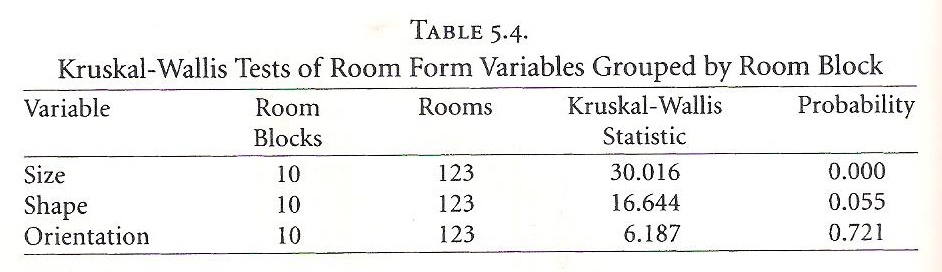 TABLE 5.4.
Kruskal-Wallis Tests of Room Form Variables Grouped by Room Block
Variable Room Rooms Kruskal-Wallis Probability
Blocks Statistic
Size 10 123 30.016 0.000
Shape 10 123 16.644 0.055
Orientation 10 123 6.187 0.721